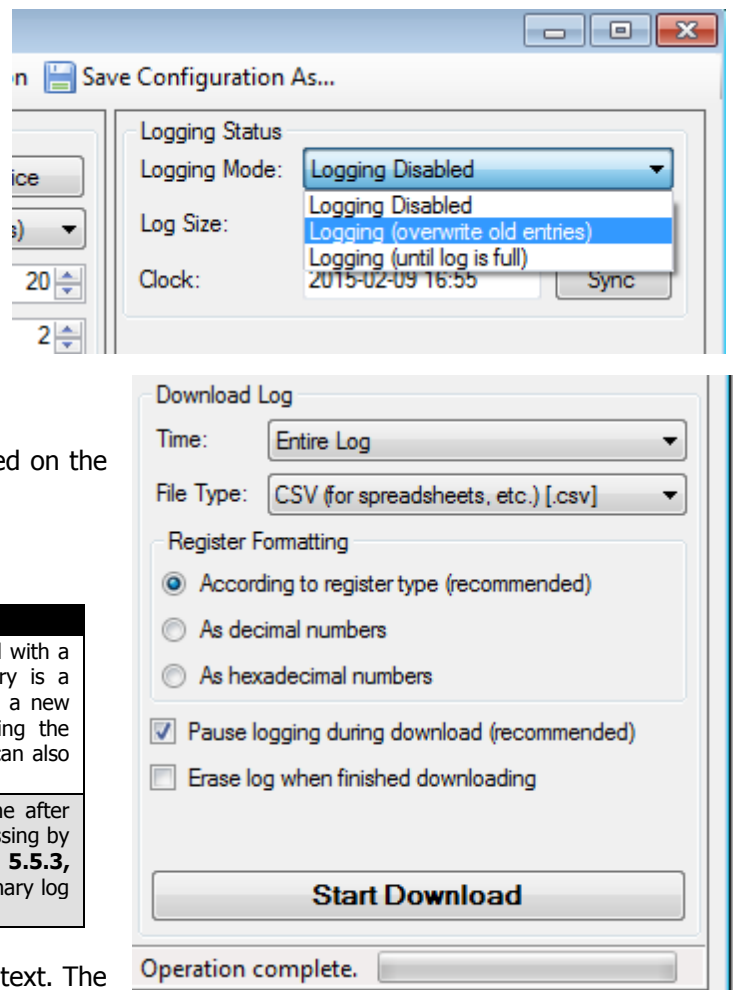 n Save Configuration As...
ice
s)
20
2
Logging Status
Logging Mode: Logging Disabled
Logging Disabled
Logging (overwrite old entries)
Logging (until log is full)
Log Size:
Clock: 2015-02-09 16:55 Sync
ed on the
d with a
ry is a
a new
ing the
can also
ne after
ssing by
5.5.3,
nary log
text. The
Download Log
Time: Entire Log
File Type: CSV (for spreadsheets, etc.) [.csv]
Register Formatting
According to register type (recommended)
As decimal numbers
As hexadecimal numbers
Pause logging during download (recommended)
Erase log when finished downloading
Start Download
Operation complete.